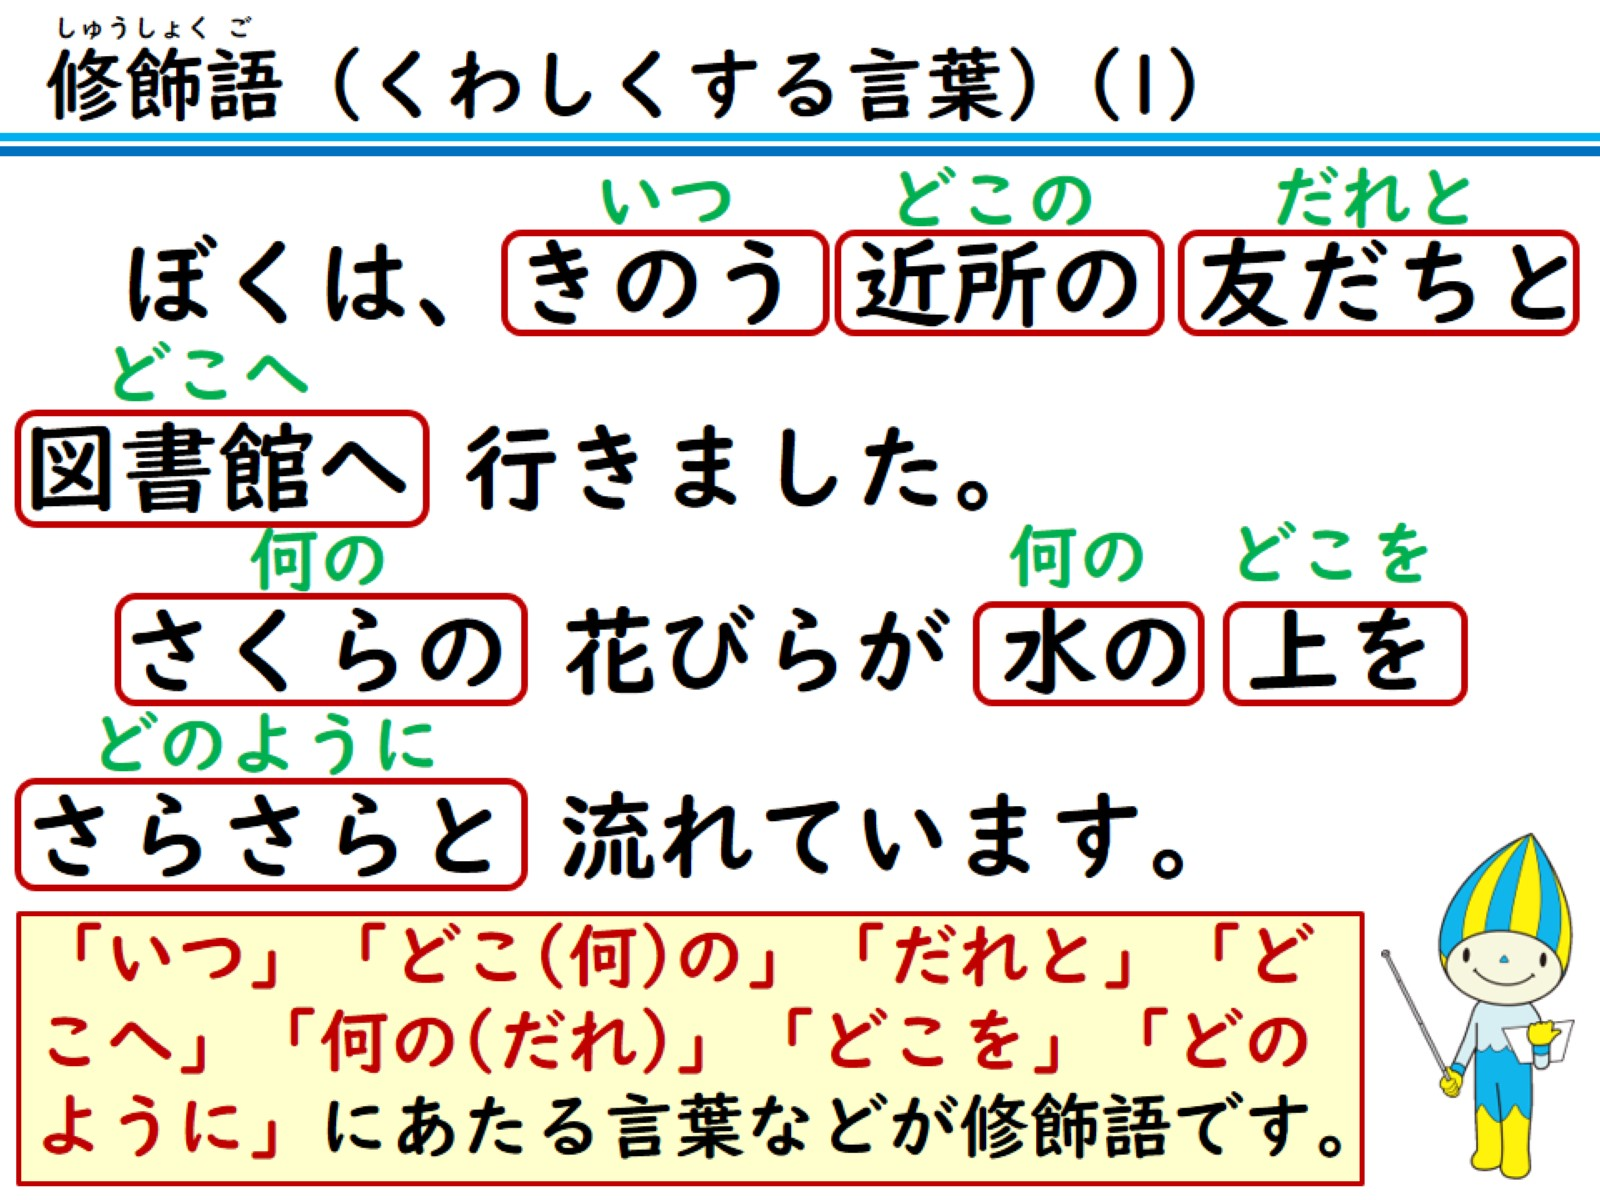 しゅうしょく ご
修飾語（くわしくする言葉）（1）
いつ どこの だれと
ぼくは、きのう 近所の 友だちと
どこへ
図書館へ 行きました。
何の 何の どこを
さくらの 花びらが 水の 上を
どのように
さらさらと 流れています。
「いつ」「どこ(何)の」「だれと」「ど
こへ」「何の(だれ)」「どこを」「どの
ように」にあたる言葉などが修飾語です。